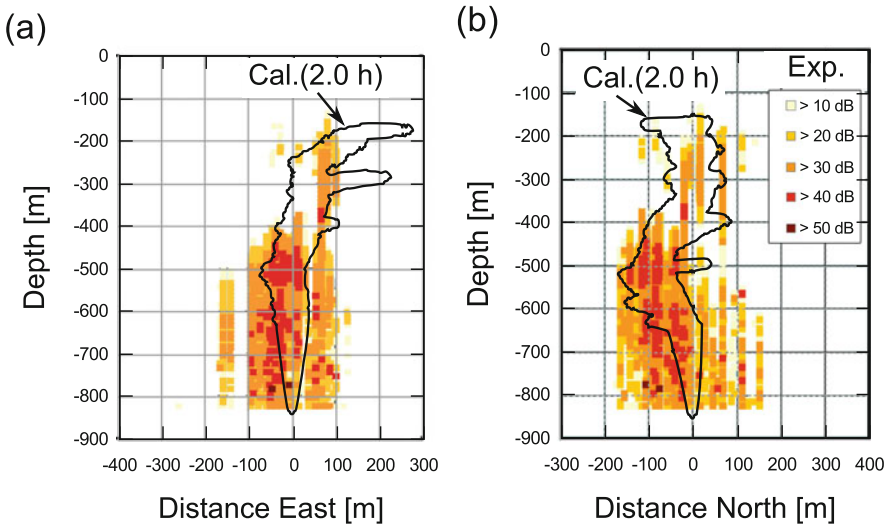 (a)
Cal.(2.0 h)
0
-100
-200
-300
-400
-500
-600
-700
-800
-900
Depth [m]
-400 -200 -100 0 100 200 300
Distance East [m]
(b)
Cal.(2.0 h)
Exp.
> 10 dB
> 20 dB
> 30 dB
> 40 dB
> 50 dB
0
-100
-200
-300
-400
-500
-600
-700
-800
-900
Depth [m]
-300 -200 -100 0 100 200 300 400
Distance North [m]